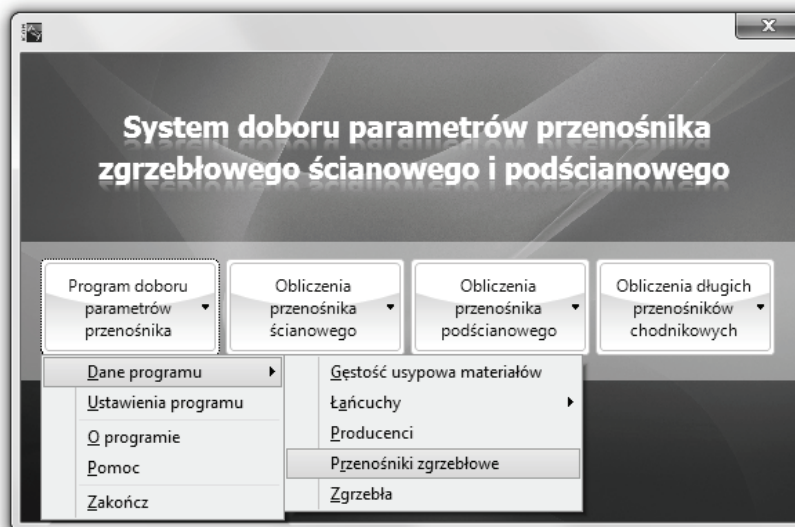 System doboru parametrów przenośnika
zgrzebłowego ścianowego i podścianowego
Program doboru
parametrów
przenośnika
Obliczenia
przenośnika
ścianowego
Obliczenia
przenośnika
podścianowego
Obliczenia długich
przenośników
chodnikowych
Dane programu
Ustawienia programu
O programie
Pomoc
Zakończ
Gęstość usypowa materiałów
Łańcuchy
Producenci
Przenośniki zgrzebłowe
Zgrzebła